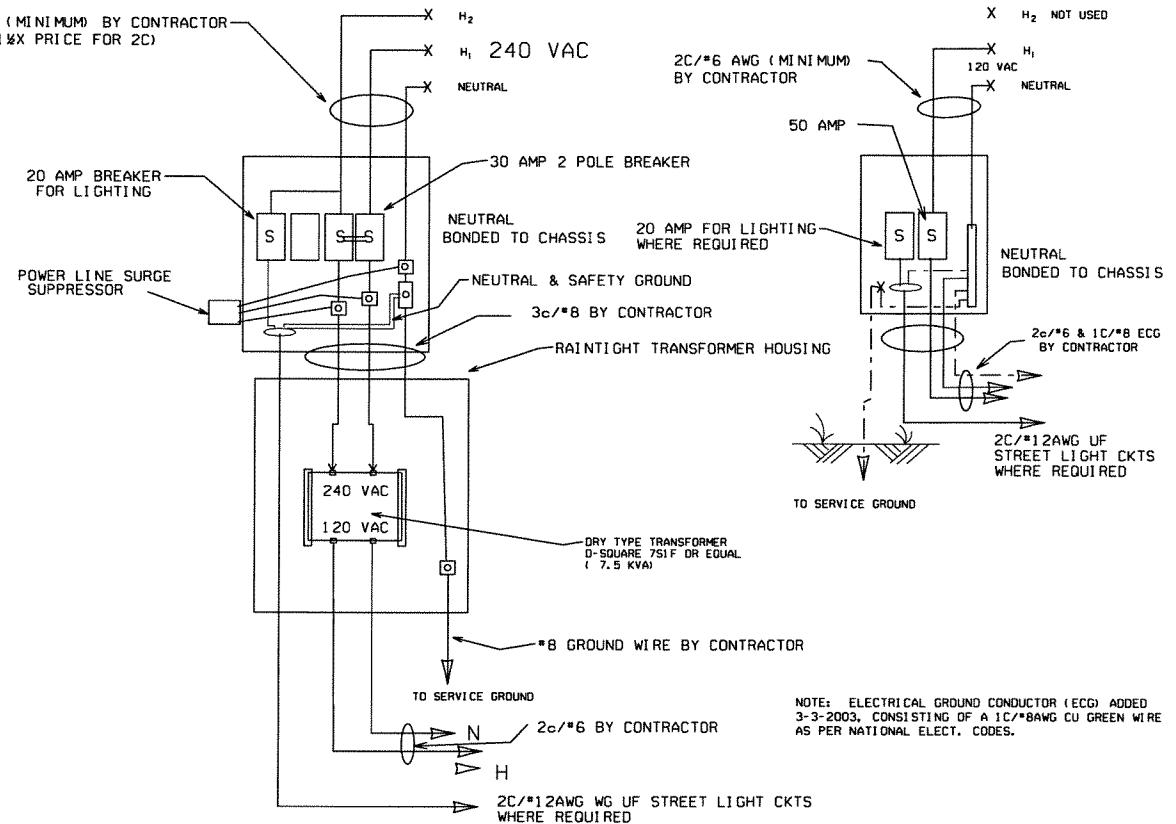 (MINIMUM) BY CONTRACTOR
X PRICE FOR 2C)
H₂
H₁ 240 VAC
NEUTRAL
20 AMP BREAKER
FOR LIGHTING
30 AMP 2 POLE BREAKER
S
S
S
NEUTRAL
BONDED TO CHASSIS
POWER LINE SURGE
SUPPRESSOR
NEUTRAL & SAFETY GROUND
3c/#8 BY CONTRACTOR
RAINTIGHT TRANSFORMER HOUSING
240 VAC
120 VAC
DRY TYPE TRANSFORMER
D-SQUARE 7S1F OR EQUAL
( 7.5 KVA)
#8 GROUND WIRE BY CONTRACTOR
TO SERVICE GROUND
2c/#6 BY CONTRACTOR
N
H
2C/#12AWG WG UF STREET LIGHT CKTS
WHERE REQUIRED
H₂ NOT USED
H₁
120 VAC
NEUTRAL
2C/#6 AWG (MINIMUM)
BY CONTRACTOR
50 AMP
20 AMP FOR LIGHTING
WHERE REQUIRED
S
S
NEUTRAL
BONDED TO CHASSIS
2c/#6 & 1C/#8 ECG
BY CONTRACTOR
2C/#12AWG UF
STREET LIGHT CKTS
WHERE REQUIRED
TO SERVICE GROUND
NOTE: ELECTRICAL GROUND CONDUCTOR (ECG) ADDED
3-3-2003, CONSISTING OF A 1C/#8AWG CU GREEN WIRE
AS PER NATIONAL ELECT. CODES.